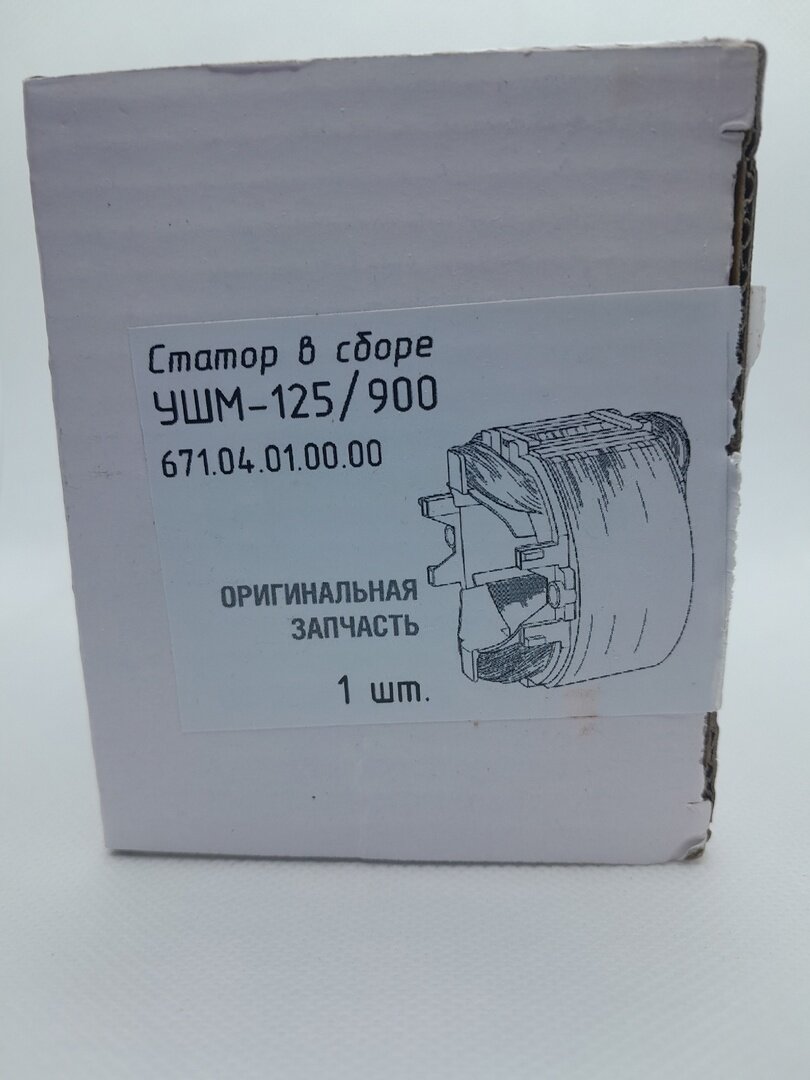 Статор в сборе
УШМ-125/900
671.04.01.00.00
ОРИГИНАЛЬНАЯ
ЗАПЧАСТЬ
1 шт.